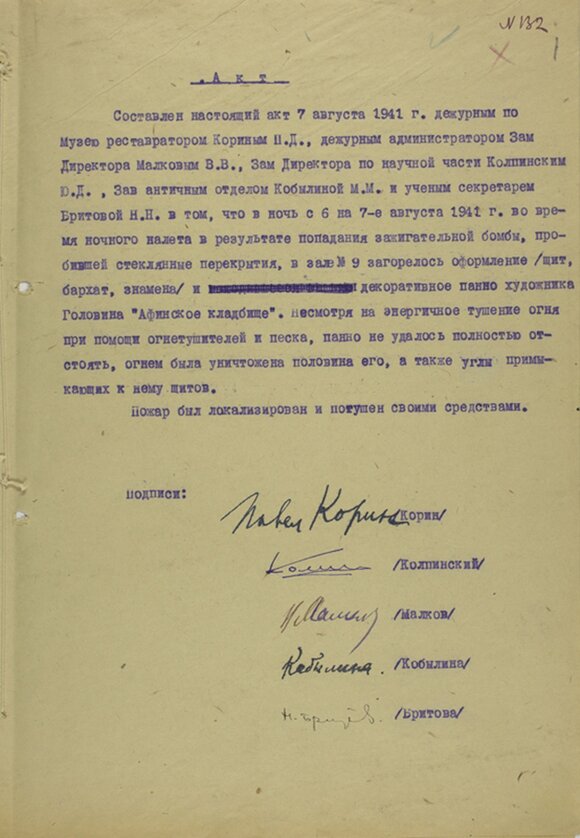 N 132
Акт
Составлен настоящий акт 7 августа 1941 г. дежурным по
Музею реставратором Кориным П.Д., дежурным администратором Зам
Директора Малковым В.В., Зам Директора по научной части Колпинским
Ю.Д. , Зав античным отделом Кобылиной М.М. и ученым секретарем
Бритовой Н.Н. в том, что в ночь с 6 на 7-е августа 1941 г. во вре-
мя ночного налета в результате попадания зажигательной бомбы, про-
бившей стеклянные перекрытия, в зале № 9 загорелось оформление /щит,
бархат, знамена/ и декоративное панно художника
Головина "Афинское кладбище". Несмотря на энергичное тушение огня
при помощи огнетушителей и песка, панно не удалось полностью от-
стоять, огнем была уничтожена половина его, а также углы примы-
кающих к нему щитов.
Пожар был локализирован и потушен своими средствами.
Подписи:
Павел Корин /Корин/
/Колпинский/
/Малков/
Кобылина. /Кобылина/
/Бритова/